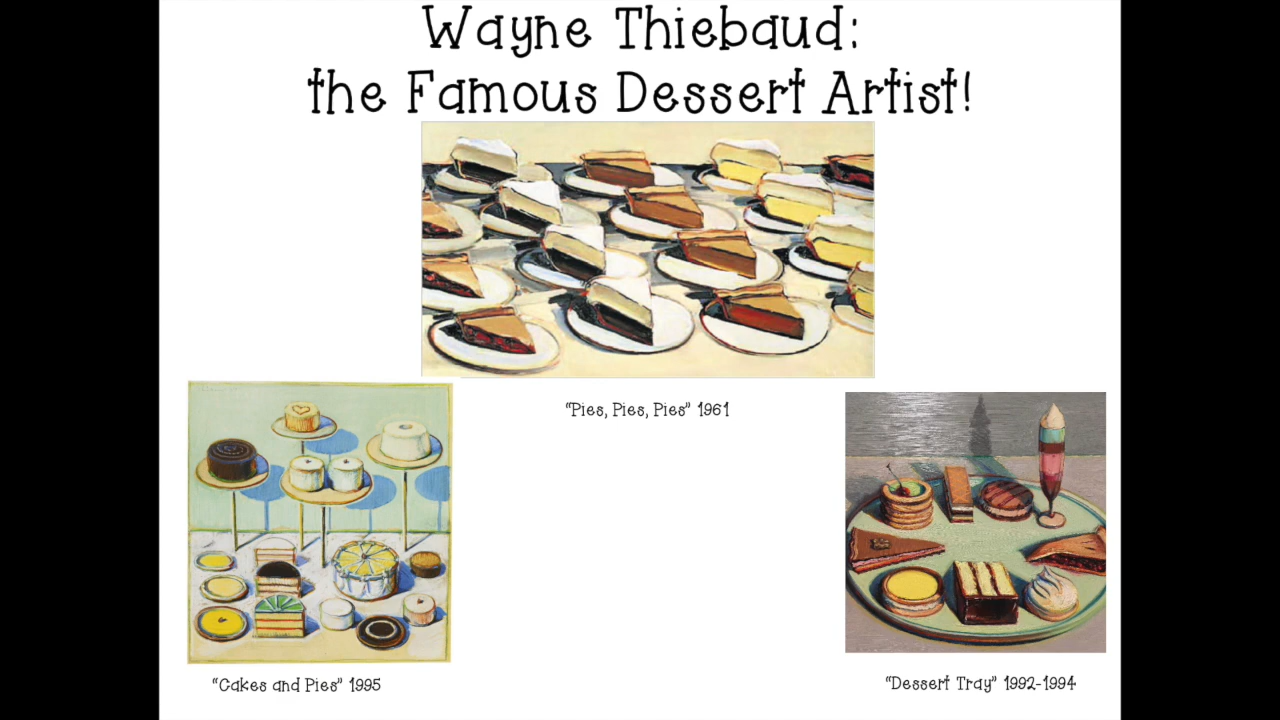 Wayne Thiebaud:
the Famous Dessert Artist!
"Pies, Pies, Pies" 1961
"Cakes and Pies" 1995
"Dessert Tray" 1992-1994